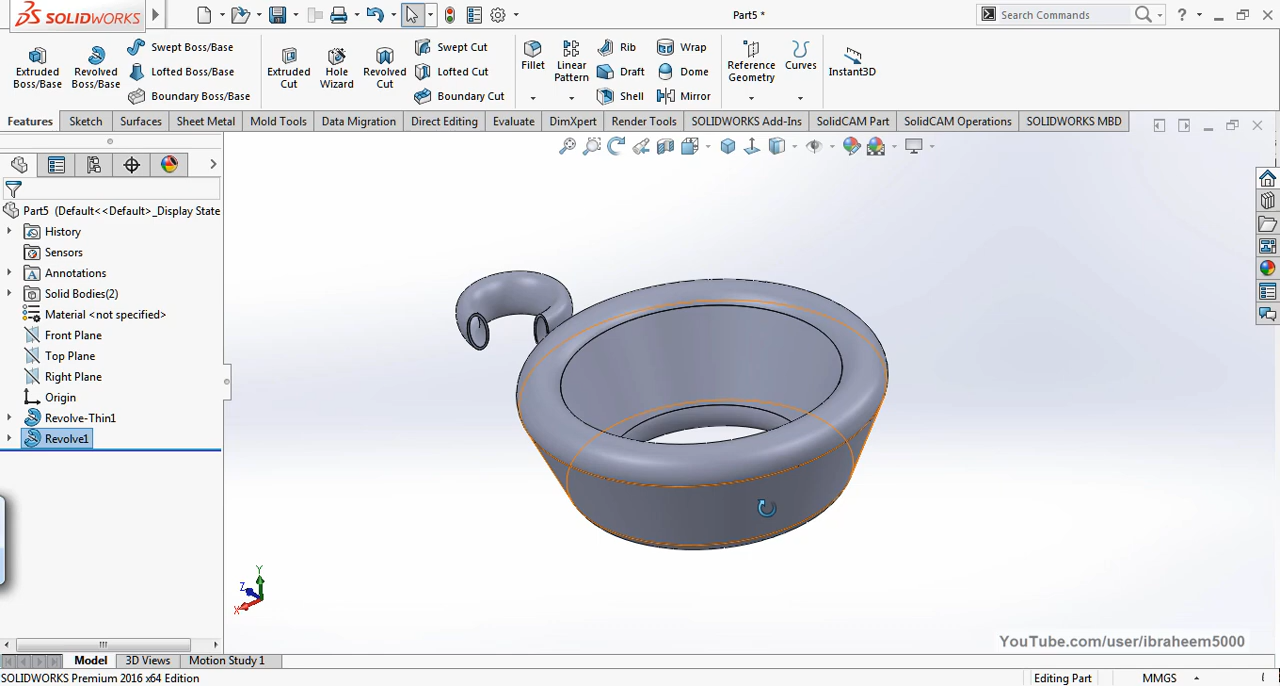 SOLIDWORKS
Part5 *
Search Commands
?
Extruded Boss/Base
Revolved Boss/Base
Swept Boss/Base
Lofted Boss/Base
Boundary Boss/Base
Extruded Cut
Hole Wizard
Revolved Cut
Swept Cut
Lofted Cut
Boundary Cut
Fillet
Linear Pattern
Rib
Draft
Shell
Wrap
Dome
Mirror
Reference Geometry
Curves
Instant3D
Features
Sketch
Surfaces
Sheet Metal
Mold Tools
Data Migration
Direct Editing
Evaluate
DimXpert
Render Tools
SOLIDWORKS Add-Ins
SolidCAM Part
SolidCAM Operations
SOLIDWORKS MBD
Part5 (Default<<Default>_Display State
History
Sensors
Annotations
Solid Bodies(2)
Material <not specified>
Front Plane
Top Plane
Right Plane
Origin
Revolve-Thin1
Revolve1
Y
Z
X
YouTube.com/user/ibraheem5000
Model
3D Views
Motion Study 1
SOLIDWORKS Premium 2016 x64 Edition
Editing Part
MMGS